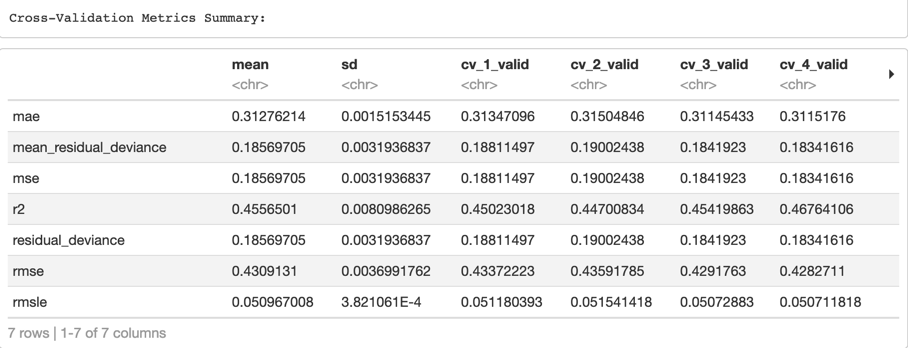 Cross-Validation Metrics Summary:
mean sd cv_1_valid cv_2_valid cv_3_valid cv_4_valid
<chr> <chr> <chr> <chr> <chr> <chr>
mae 0.31276214 0.0015153445 0.31347096 0.31504846 0.31145433 0.3115176
mean_residual_deviance 0.18569705 0.0031936837 0.18811497 0.19002438 0.1841923 0.18341616
mse 0.18569705 0.0031936837 0.18811497 0.19002438 0.1841923 0.18341616
r2 0.4556501 0.0080986265 0.45023018 0.44700834 0.45419863 0.46764106
residual_deviance 0.18569705 0.0031936837 0.18811497 0.19002438 0.1841923 0.18341616
rmse 0.4309131 0.0036991762 0.43372223 0.43591785 0.4291763 0.4282711
rmsle 0.050967008 3.821061E-4 0.051180393 0.051541418 0.05072883 0.050711818
7 rows | 1-7 of 7 columns